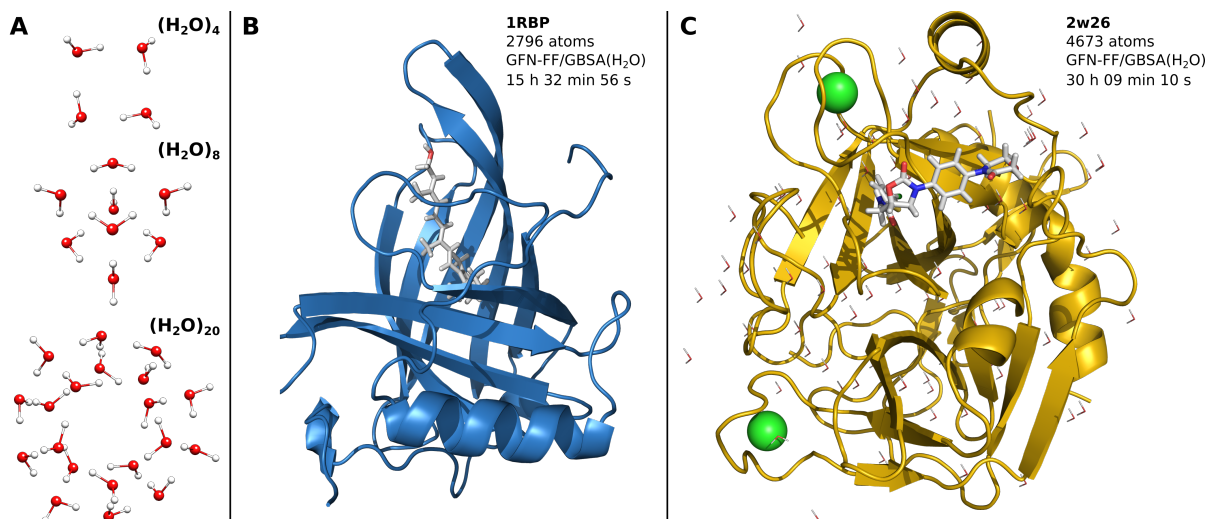 A
(H₂O)₄
(H₂O)₈
(H₂O)₂₀
B
1RBP
2796 atoms
GFN-FF/GBSA(H₂O)
15 h 32 min 56 s
C
2w26
4673 atoms
GFN-FF/GBSA(H₂O)
30 h 09 min 10 s